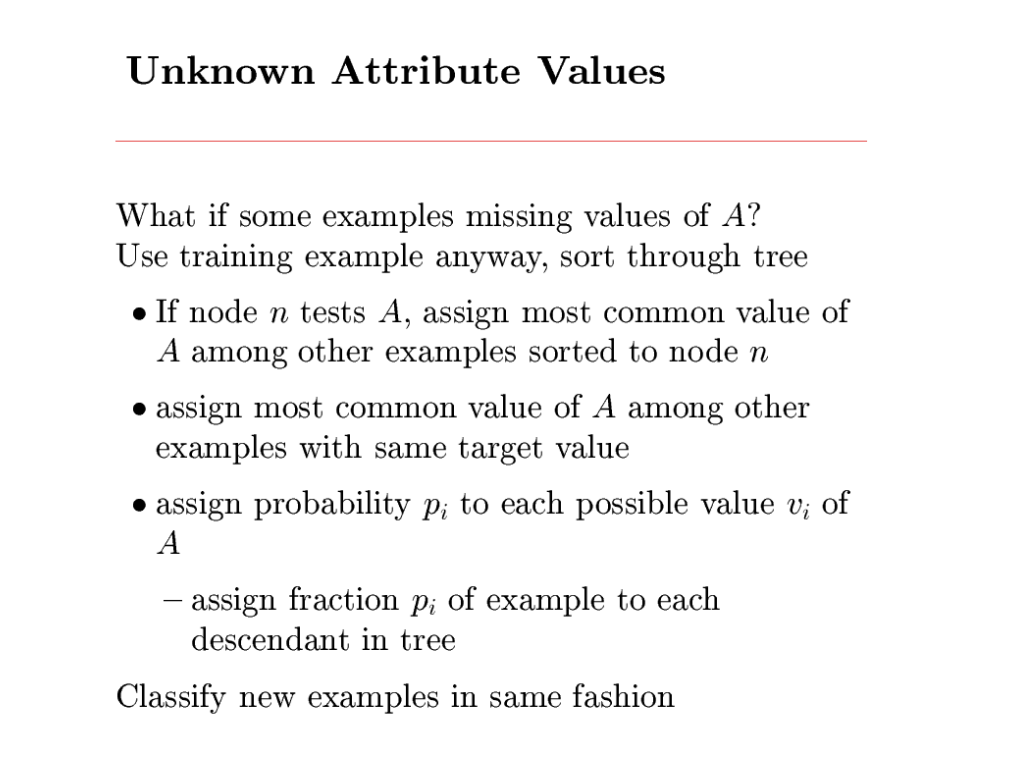 Unknown Attribute Values
What if some examples missing values of A?
Use training example anyway, sort through tree
• If node n tests A, assign most common value of
A among other examples sorted to node n
• assign most common value of A among other
examples with same target value
• assign probability pᵢ to each possible value vᵢ of
A
– assign fraction pᵢ of example to each
descendant in tree
Classify new examples in same fashion